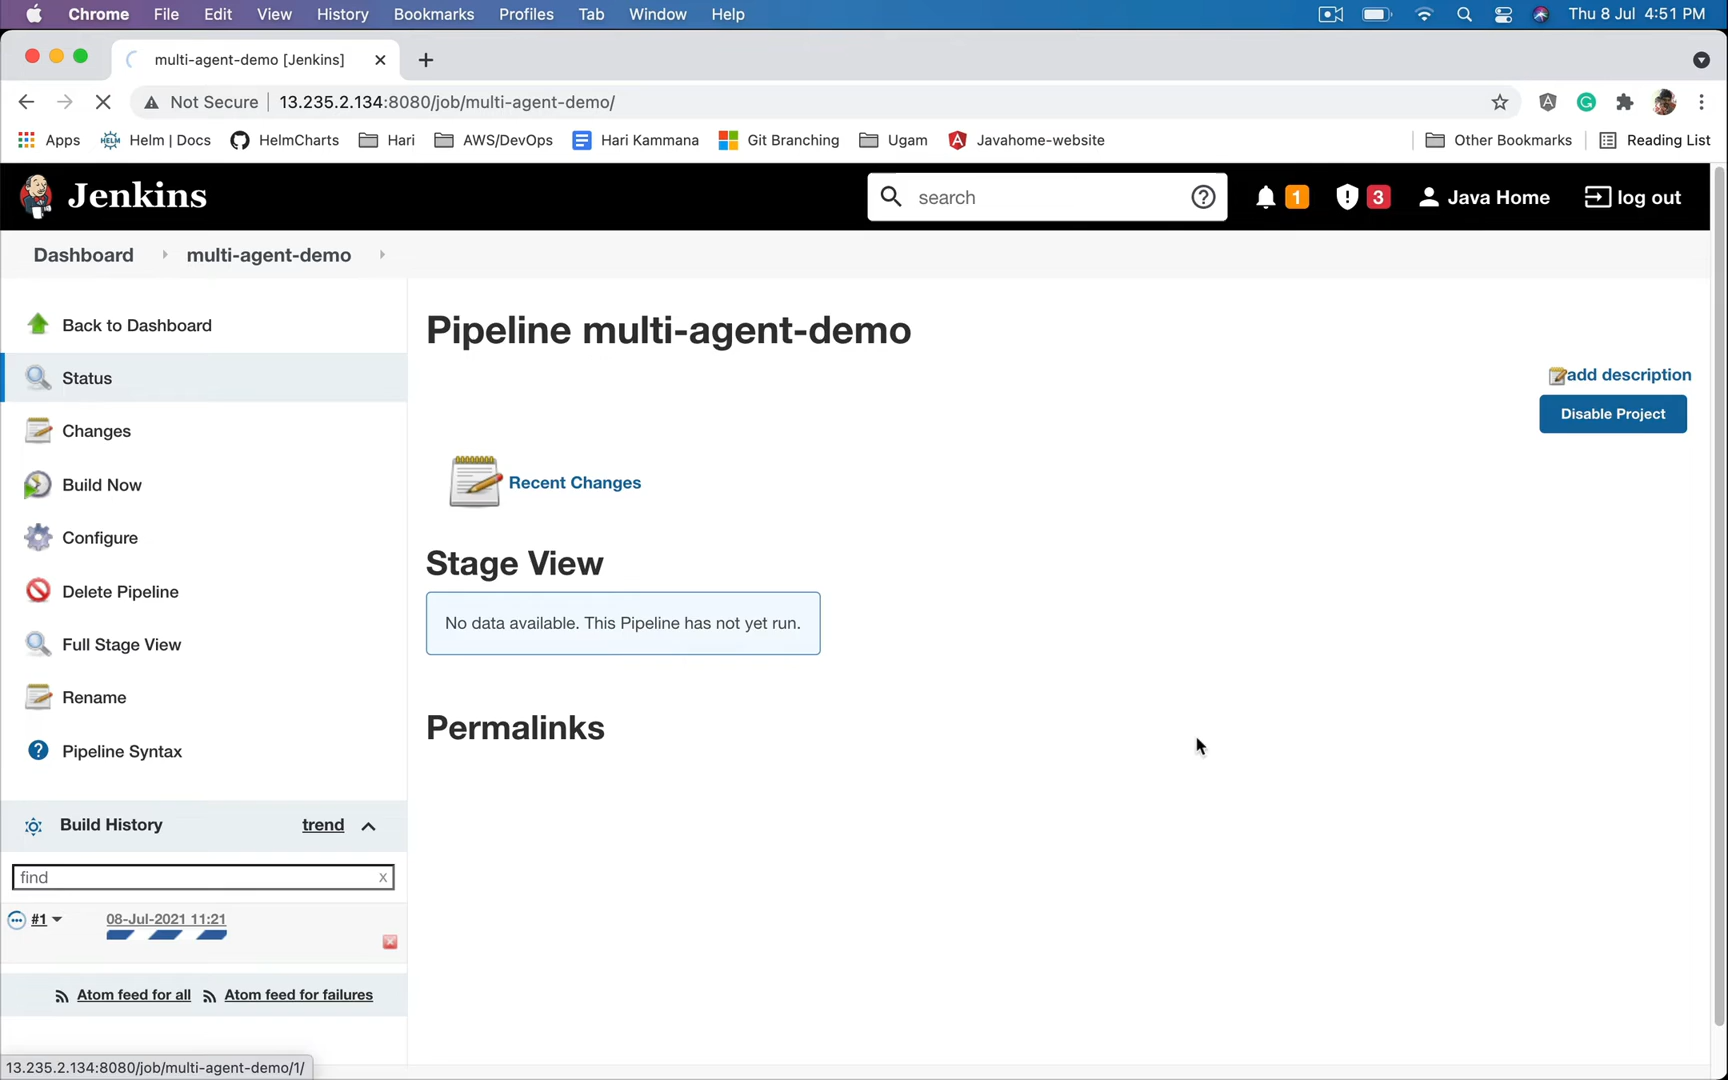 Chrome File Edit View History Bookmarks Profiles Tab Window Help Thu 8 Jul 4:51 PM
multi-agent-demo [Jenkins]
Not Secure 13.235.2.134:8080/job/multi-agent-demo/
Apps Helm | Docs HelmCharts Hari AWS/DevOps Hari Kammana Git Branching Ugam Javahome-website Other Bookmarks Reading List
Jenkins search 1 3 Java Home log out
Dashboard multi-agent-demo
Back to Dashboard
Status
Changes
Build Now
Configure
Delete Pipeline
Full Stage View
Rename
Pipeline Syntax
Build History trend
find x
#1 08-Jul-2021 11:21
Atom feed for all Atom feed for failures
Pipeline multi-agent-demo
add description
Disable Project
Recent Changes
Stage View
No data available. This Pipeline has not yet run.
Permalinks
13.235.2.134:8080/job/multi-agent-demo/1/